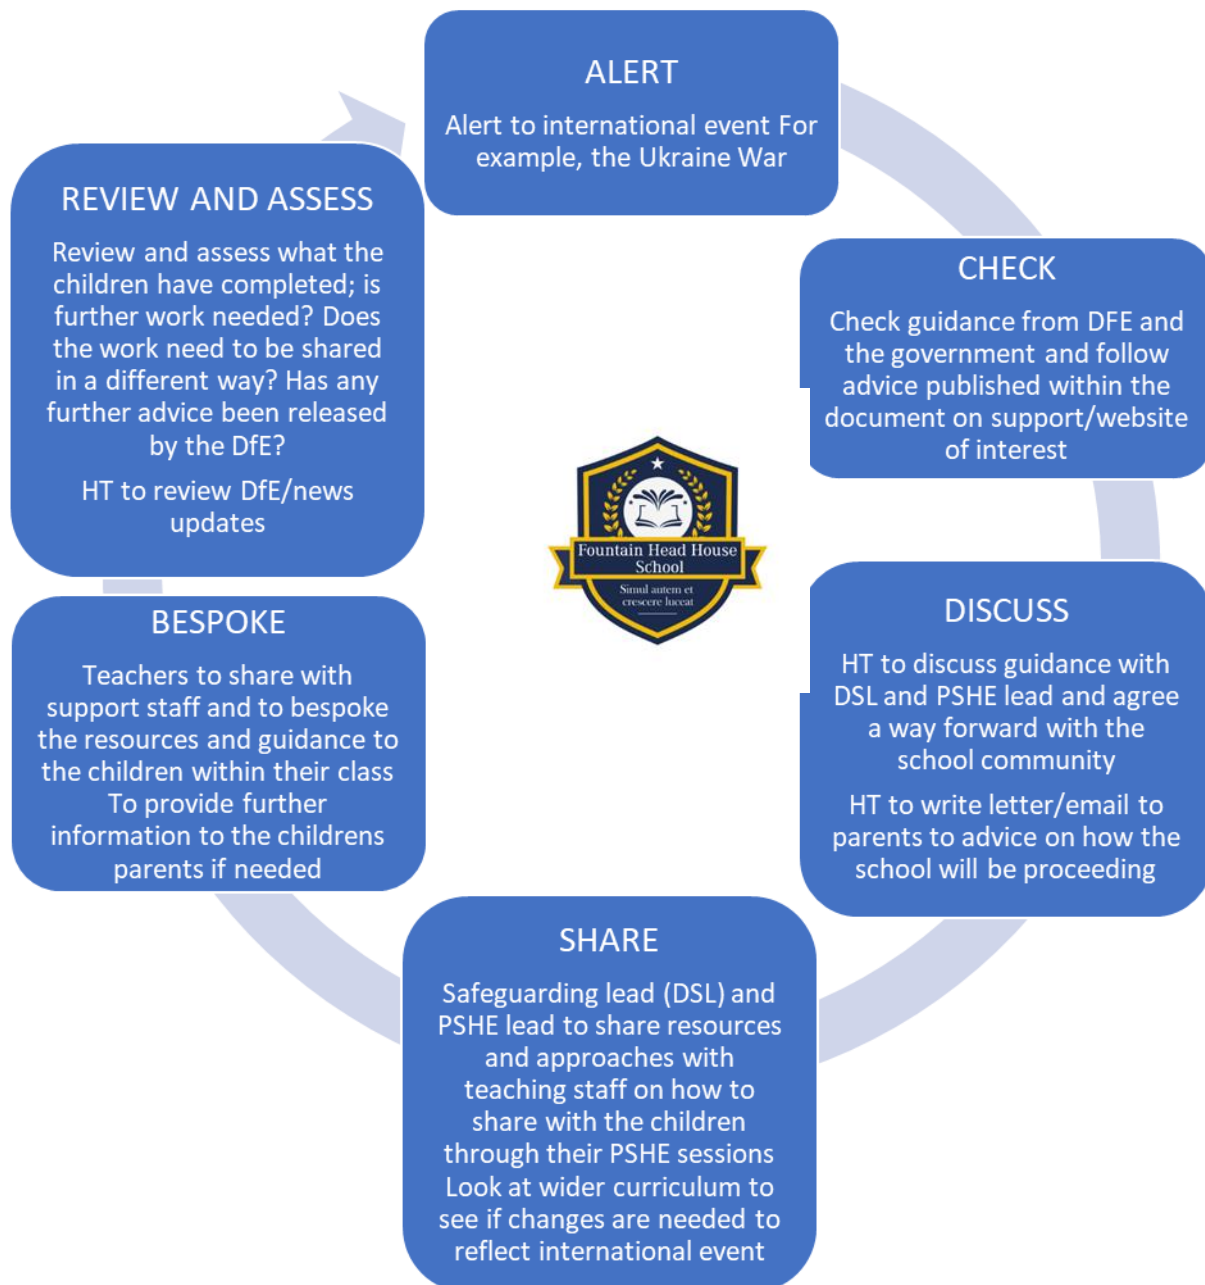 ALERT
Alert to international event For
example, the Ukraine War
CHECK
Check guidance from DFE and
the government and follow
advice published within the
document on support/website
of interest
DISCUSS
HT to discuss guidance with
DSL and PSHE lead and agree
a way forward with the
school community
HT to write letter/email to
parents to advice on how the
school will be proceeding
SHARE
Safeguarding lead (DSL) and
PSHE lead to share resources
and approaches with
teaching staff on how to
share with the children
through their PSHE sessions
Look at wider curriculum to
see if changes are needed to
reflect international event
BESPOKE
Teachers to share with
support staff and to bespoke
the resources and guidance to
the children within their class
To provide further
information to the childrens
parents if needed
REVIEW AND ASSESS
Review and assess what the
children have completed; is
further work needed? Does
the work need to be shared
in a different way? Has any
further advice been released
by the DfE?
HT to review DfE/news
updates
Fountain Head House
School
Simul autem et
crescere luceat